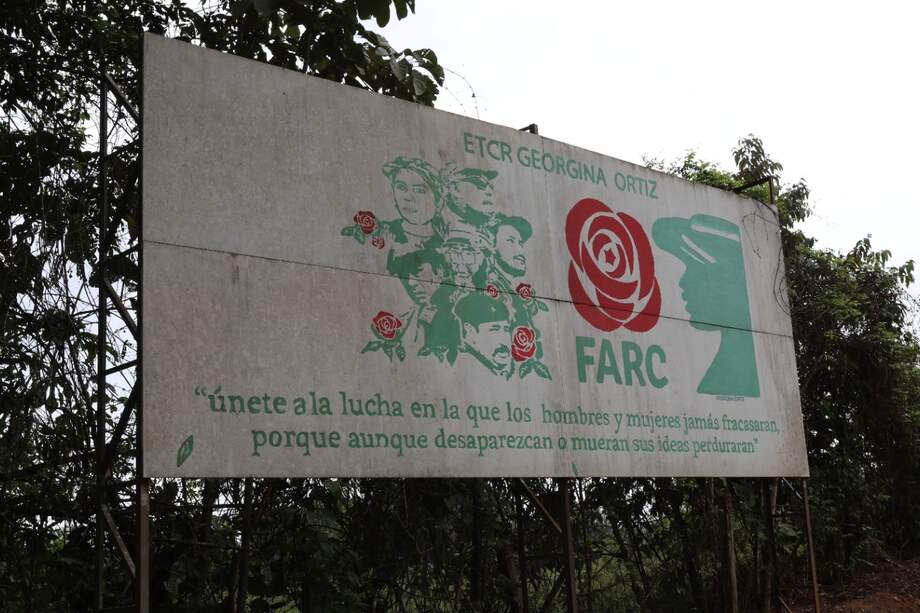 ETCR GEORGINA ORTIZ
FARC
"únete a la lucha en la que los hombres y mujeres jamás fracasaran,
porque aunque desaparezcan o mueran sus ideas perduraran"